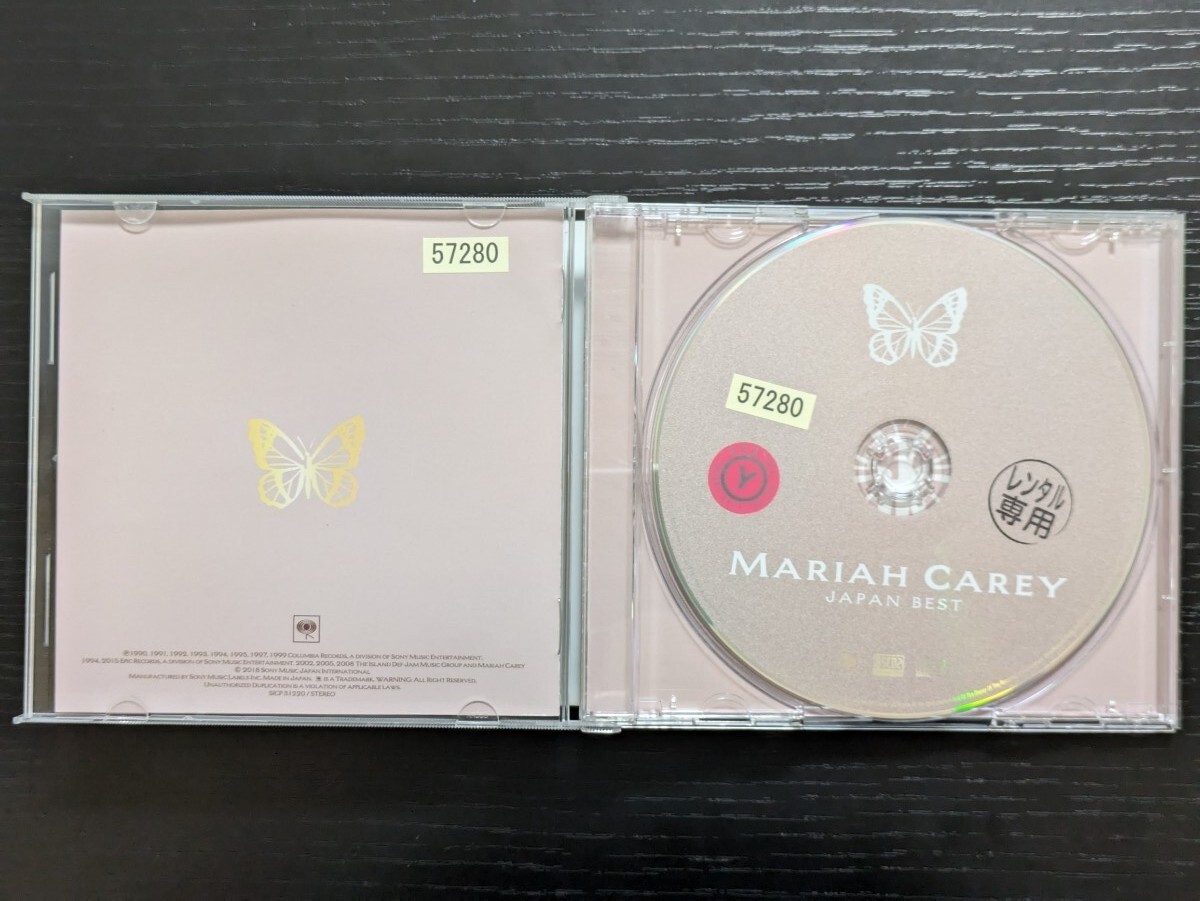 57280
℗1990, 1991, 1992, 1993, 1994, 1995, 1997, 1999 COLUMBIA RECORDS, A DIVISION OF SONY MUSIC ENTERTAINMENT.
1994, 2015 EPIC RECORDS, A DIVISION OF SONY MUSIC ENTERTAINMENT. 2002, 2005, 2008 THE ISLAND DEF JAM MUSIC GROUP AND MARIAH CAREY
© 2018 SONY MUSIC JAPAN INTERNATIONAL
MANUFACTURED BY SONY MUSIC LABELS INC. MADE IN JAPAN. IS A TRADEMARK. WARNING: ALL RIGHT RESERVED.
UNAUTHORIZED DUPLICATION IS A VIOLATION OF APPLICABLE LAWS.
SICP 31220 / STEREO
57280
Y
レンタル
専用
MARIAH CAREY
JAPAN BEST